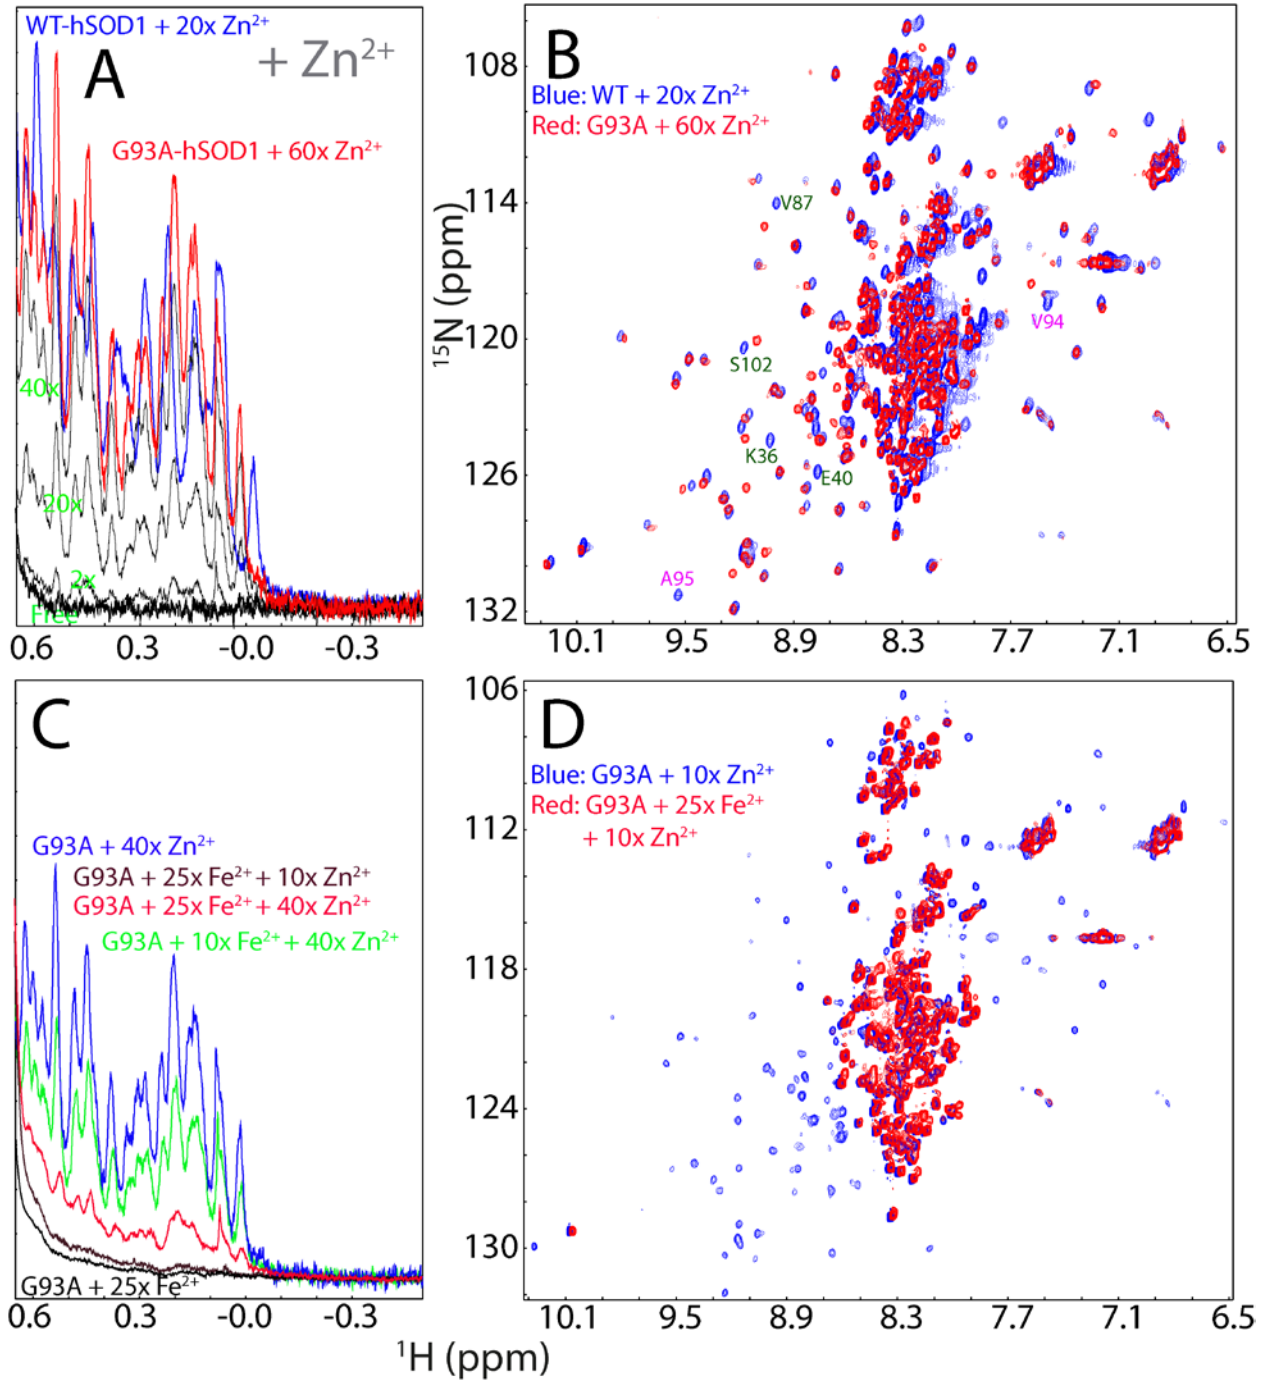 WT-hSOD1 + 20x Zn²⁺
A
+ Zn²⁺
G93A-hSOD1 + 60x Zn²⁺
40x
20x
2x
Free
0.6 0.3 -0.0 -0.3
B
Blue: WT + 20x Zn²⁺
Red: G93A + 60x Zn²⁺
108
114
120
126
132
¹⁵N (ppm)
V87
V94
S102
K36
E40
A95
10.1 9.5 8.9 8.3 7.7 7.1 6.5
C
G93A + 40x Zn²⁺
G93A + 25x Fe²⁺ + 10x Zn²⁺
G93A + 25x Fe²⁺ + 40x Zn²⁺
G93A + 10x Fe²⁺ + 40x Zn²⁺
G93A + 25x Fe²⁺
0.6 0.3 -0.0 -0.3
D
Blue: G93A + 10x Zn²⁺
Red: G93A + 25x Fe²⁺
+ 10x Zn²⁺
106
112
118
124
130
10.1 9.5 8.9 8.3 7.7 7.1 6.5
¹H (ppm)